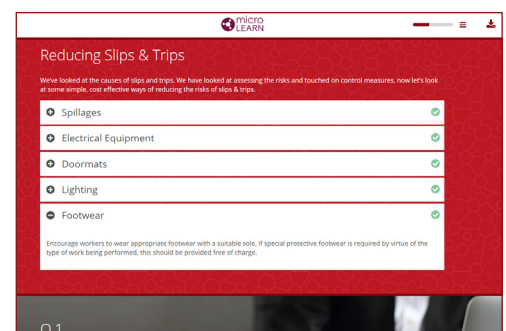 micro
LEARN
Reducing Slips & Trips
We've looked at the causes of slips and trips. We have looked at assessing the risks and touched on control measures, now let's look
at some simple, cost effective ways of reducing the risks of slips & trips.
Spillages
Electrical Equipment
Doormats
Lighting
Footwear
Encourage workers to wear appropriate footwear with a suitable sole. If special protective footwear is required by virtue of the
type of work being performed, this should be provided free of charge.
Q.1